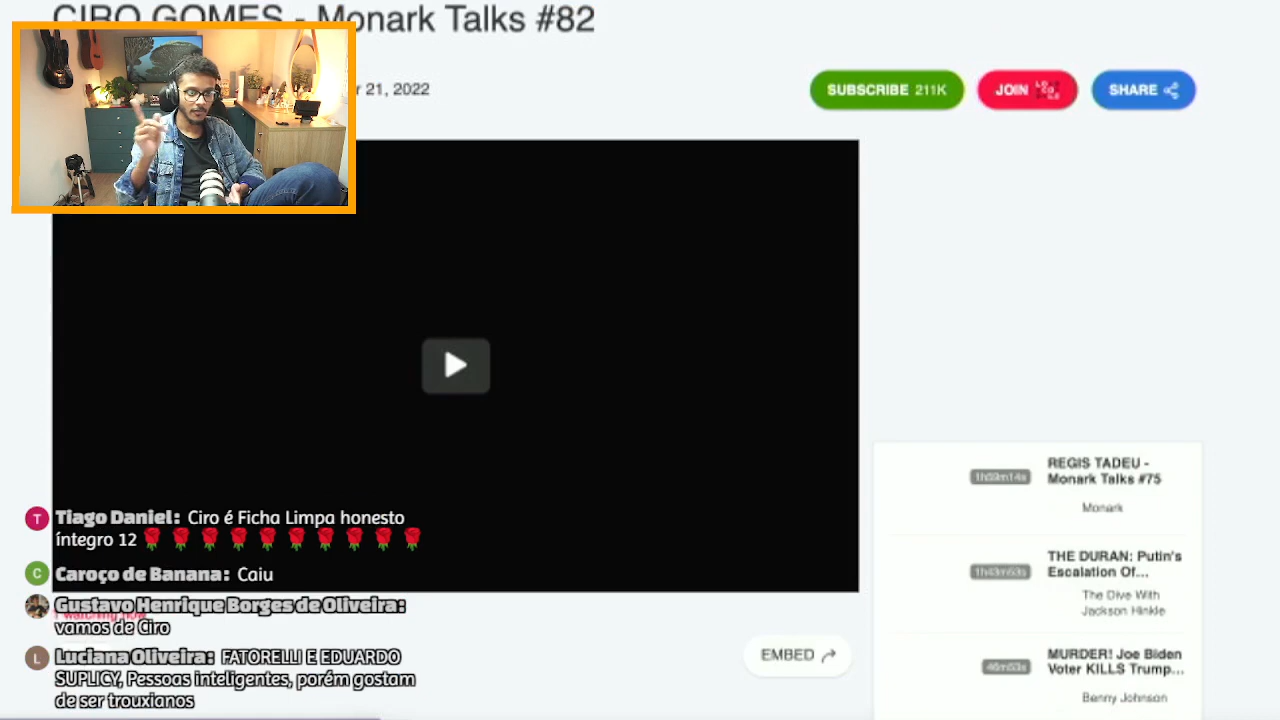 CIRO GOMES - Monark Talks #82
r 21, 2022
SUBSCRIBE 211K
JOIN
SHARE
REGIS TADEU -
Monark Talks #75
1h59m14s
Monark
THE DURAN: Putin's
Escalation Of...
1h43m53s
The Dive With
Jackson Hinkle
MURDER! Joe Biden
Voter KILLS Trump...
46m53s
Benny Johnson
EMBED
T Tiago Daniel: Ciro é Ficha Limpa honesto
íntegro 12 🌹🌹🌹🌹🌹🌹🌹🌹🌹🌹
C Caroço de Banana: Caiu
Gustavo Henrique Borges de Oliveira:
vamos de Ciro
watching now
L Luciana Oliveira: FATORELLI E EDUARDO
SUPLICY, Pessoas inteligentes, porém gostam
de ser trouxianos